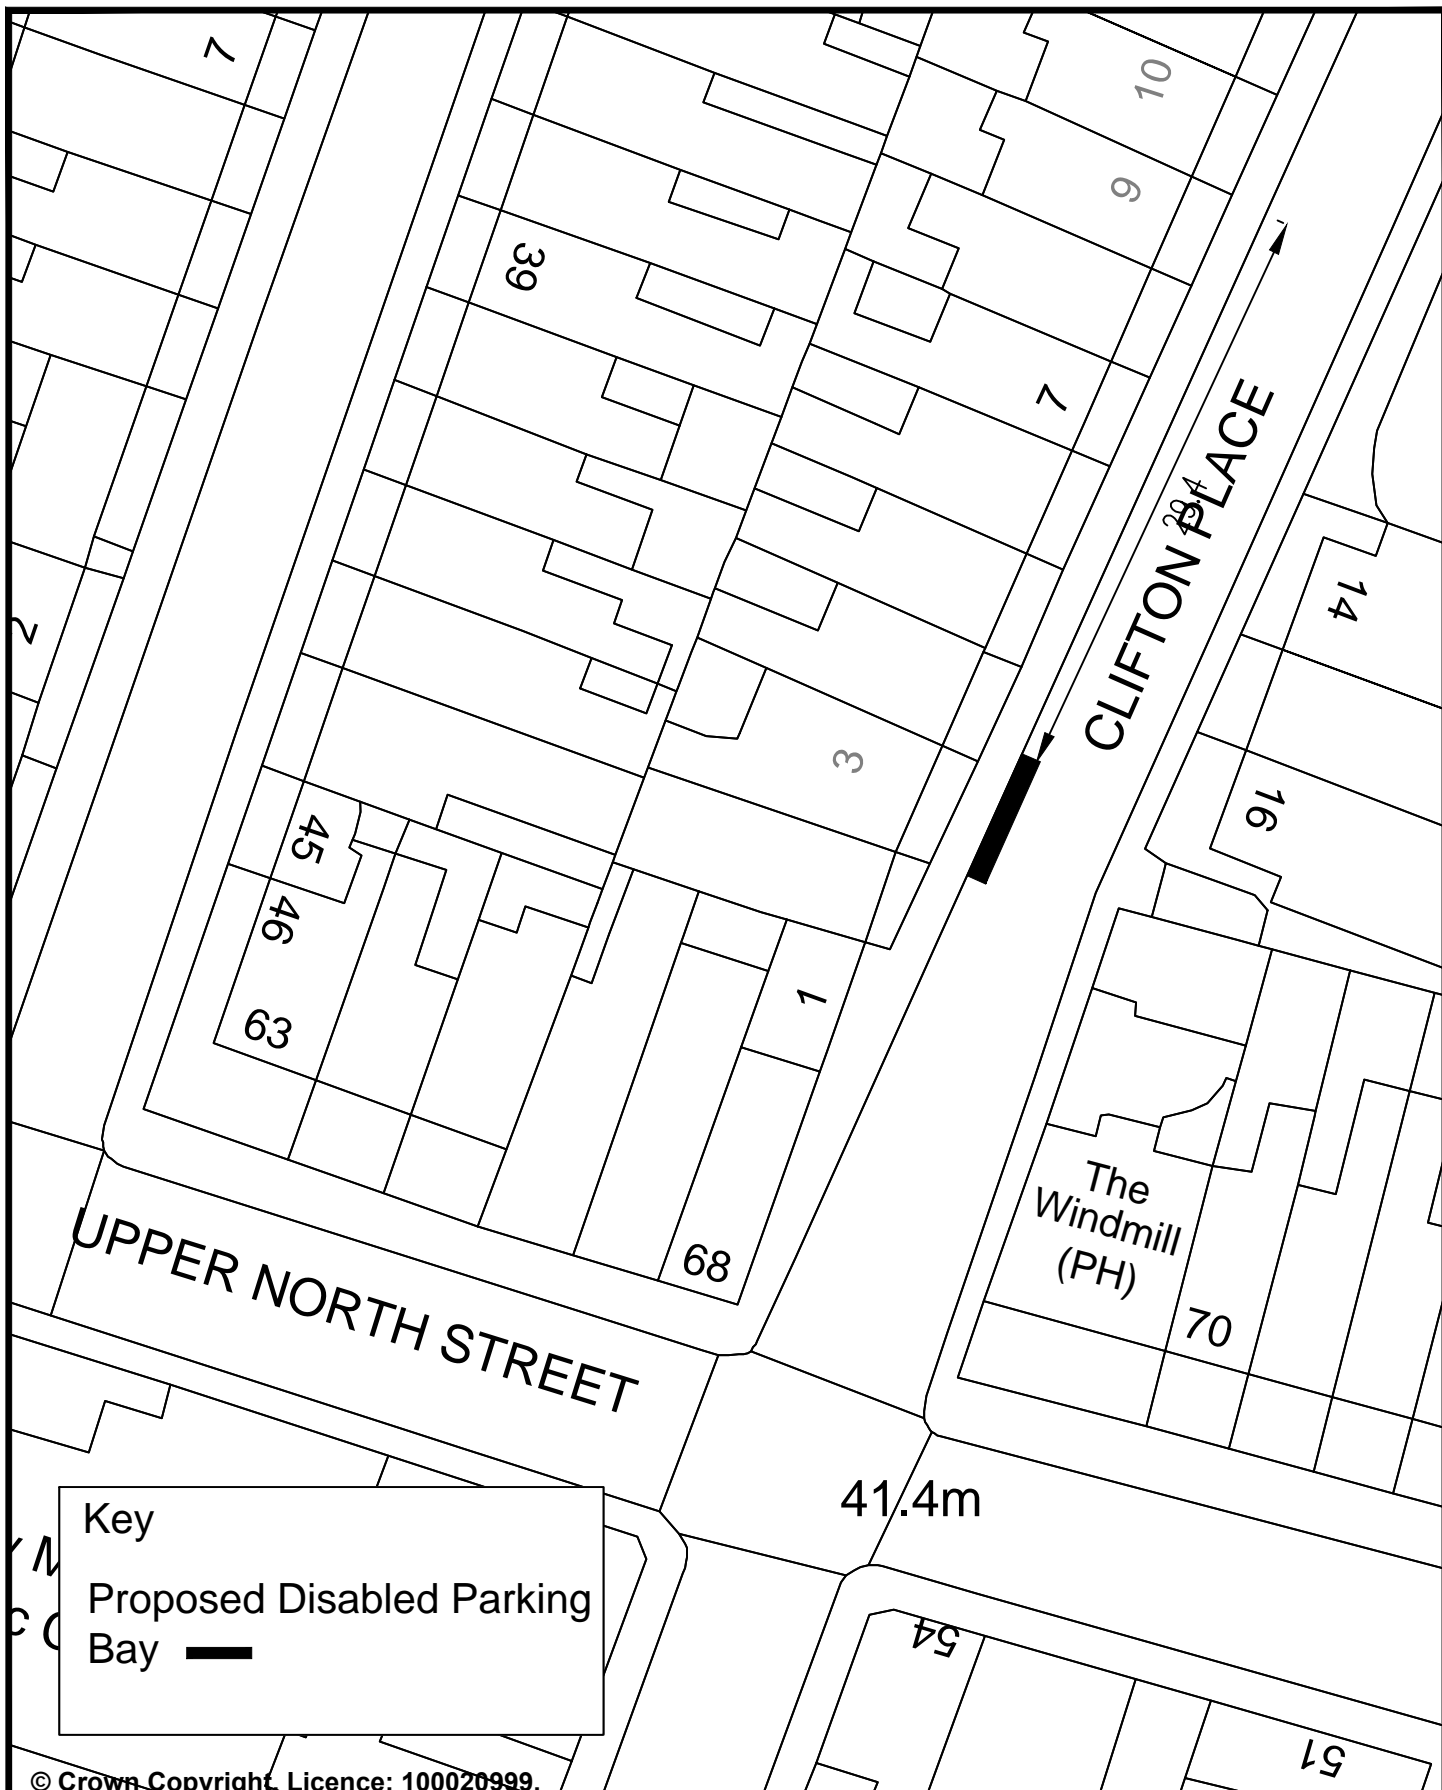 7
10
9
39
7
29.4
CLIFTON PLACE
14
2
3
16
45
46
1
63
The
Windmill
(PH)
68
70
UPPER NORTH STREET
41.4m
Key
Proposed Disabled Parking
Bay
54
51
© Crown Copyright. Licence: 100020999.